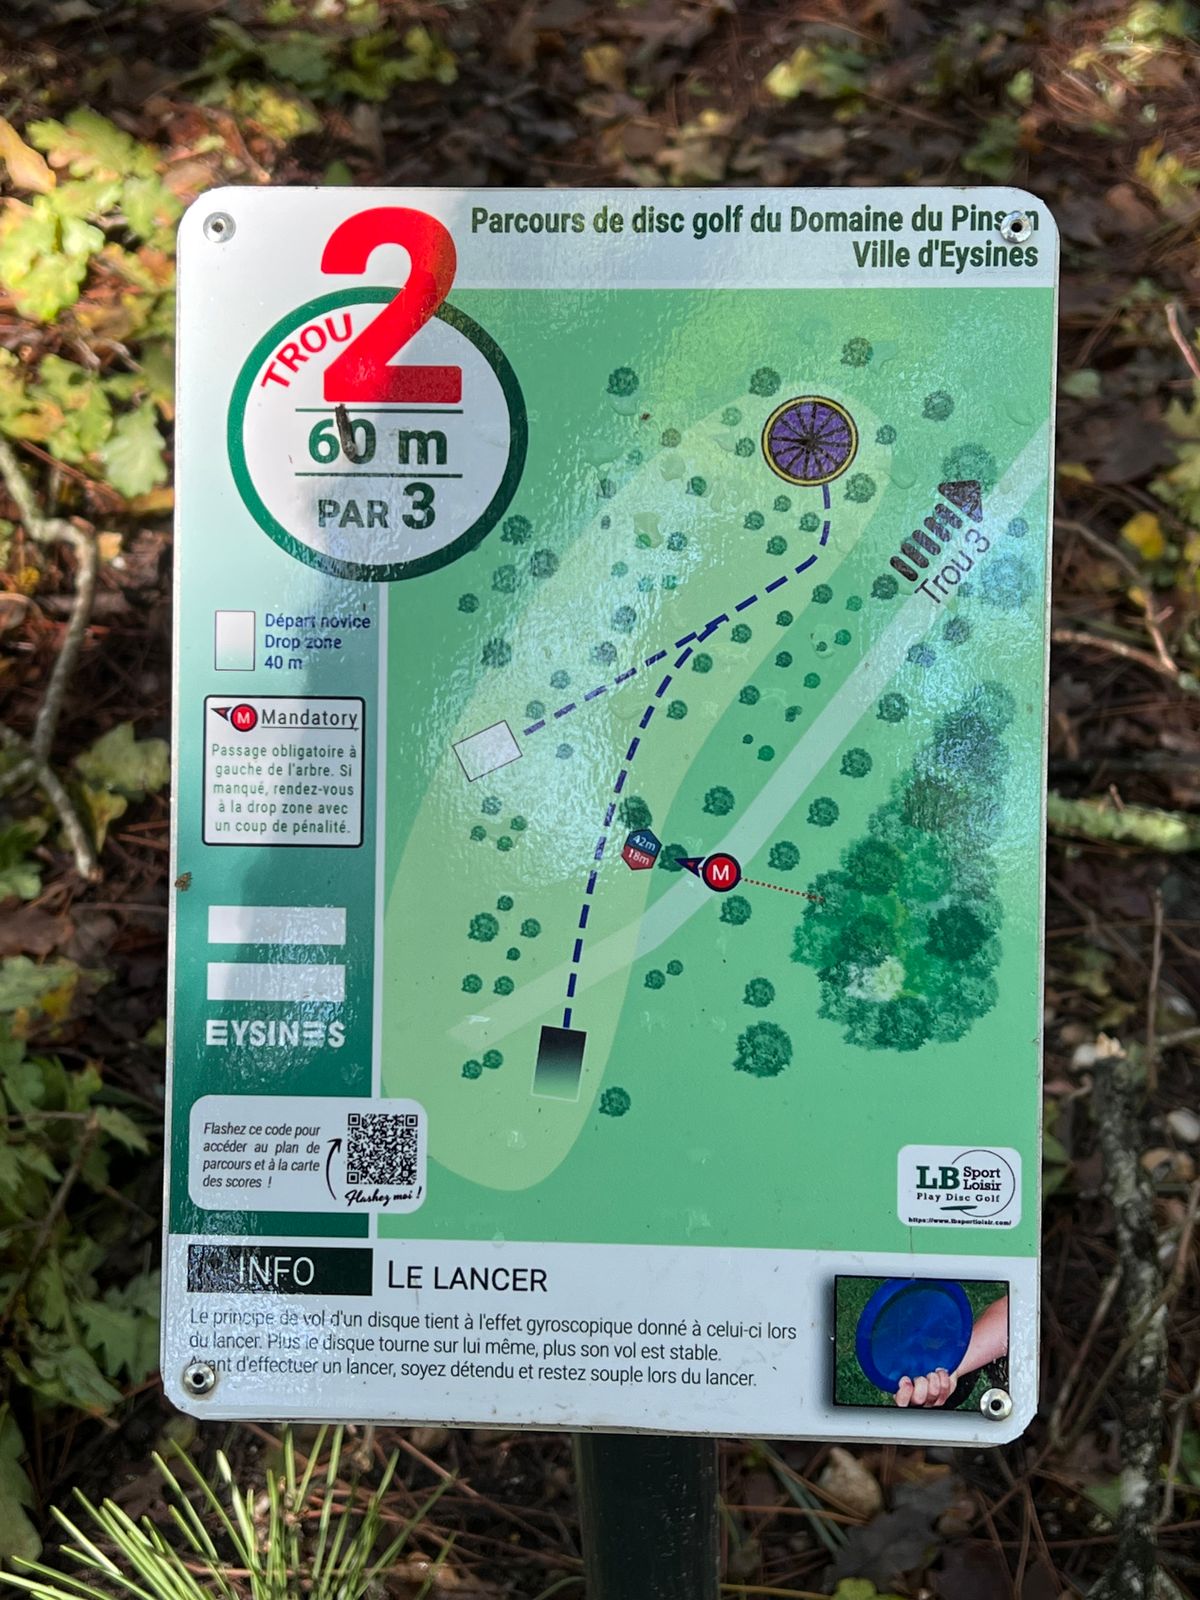 Parcours de disc golf du Domaine du Pinsan
Ville d'Eysines
TROU 2
60 m
PAR 3
Départ novice
Drop zone
40 m
M Mandatory
Passage obligatoire à
gauche de l'arbre. Si
manqué, rendez-vous
à la drop zone avec
un coup de pénalité.
Trou 3
42m
18m
M
EYSINES
Flashez ce code pour
accéder au plan de
parcours et à la carte
des scores !
Flashez moi !
LB Sport
Loisir
Play Disc Golf
https://www.lbsportloisir.com/
INFO LE LANCER
Le principe de vol d'un disque tient à l'effet gyroscopique donné à celui-ci lors
du lancer. Plus le disque tourne sur lui même, plus son vol est stable.
Avant d'effectuer un lancer, soyez détendu et restez souple lors du lancer.